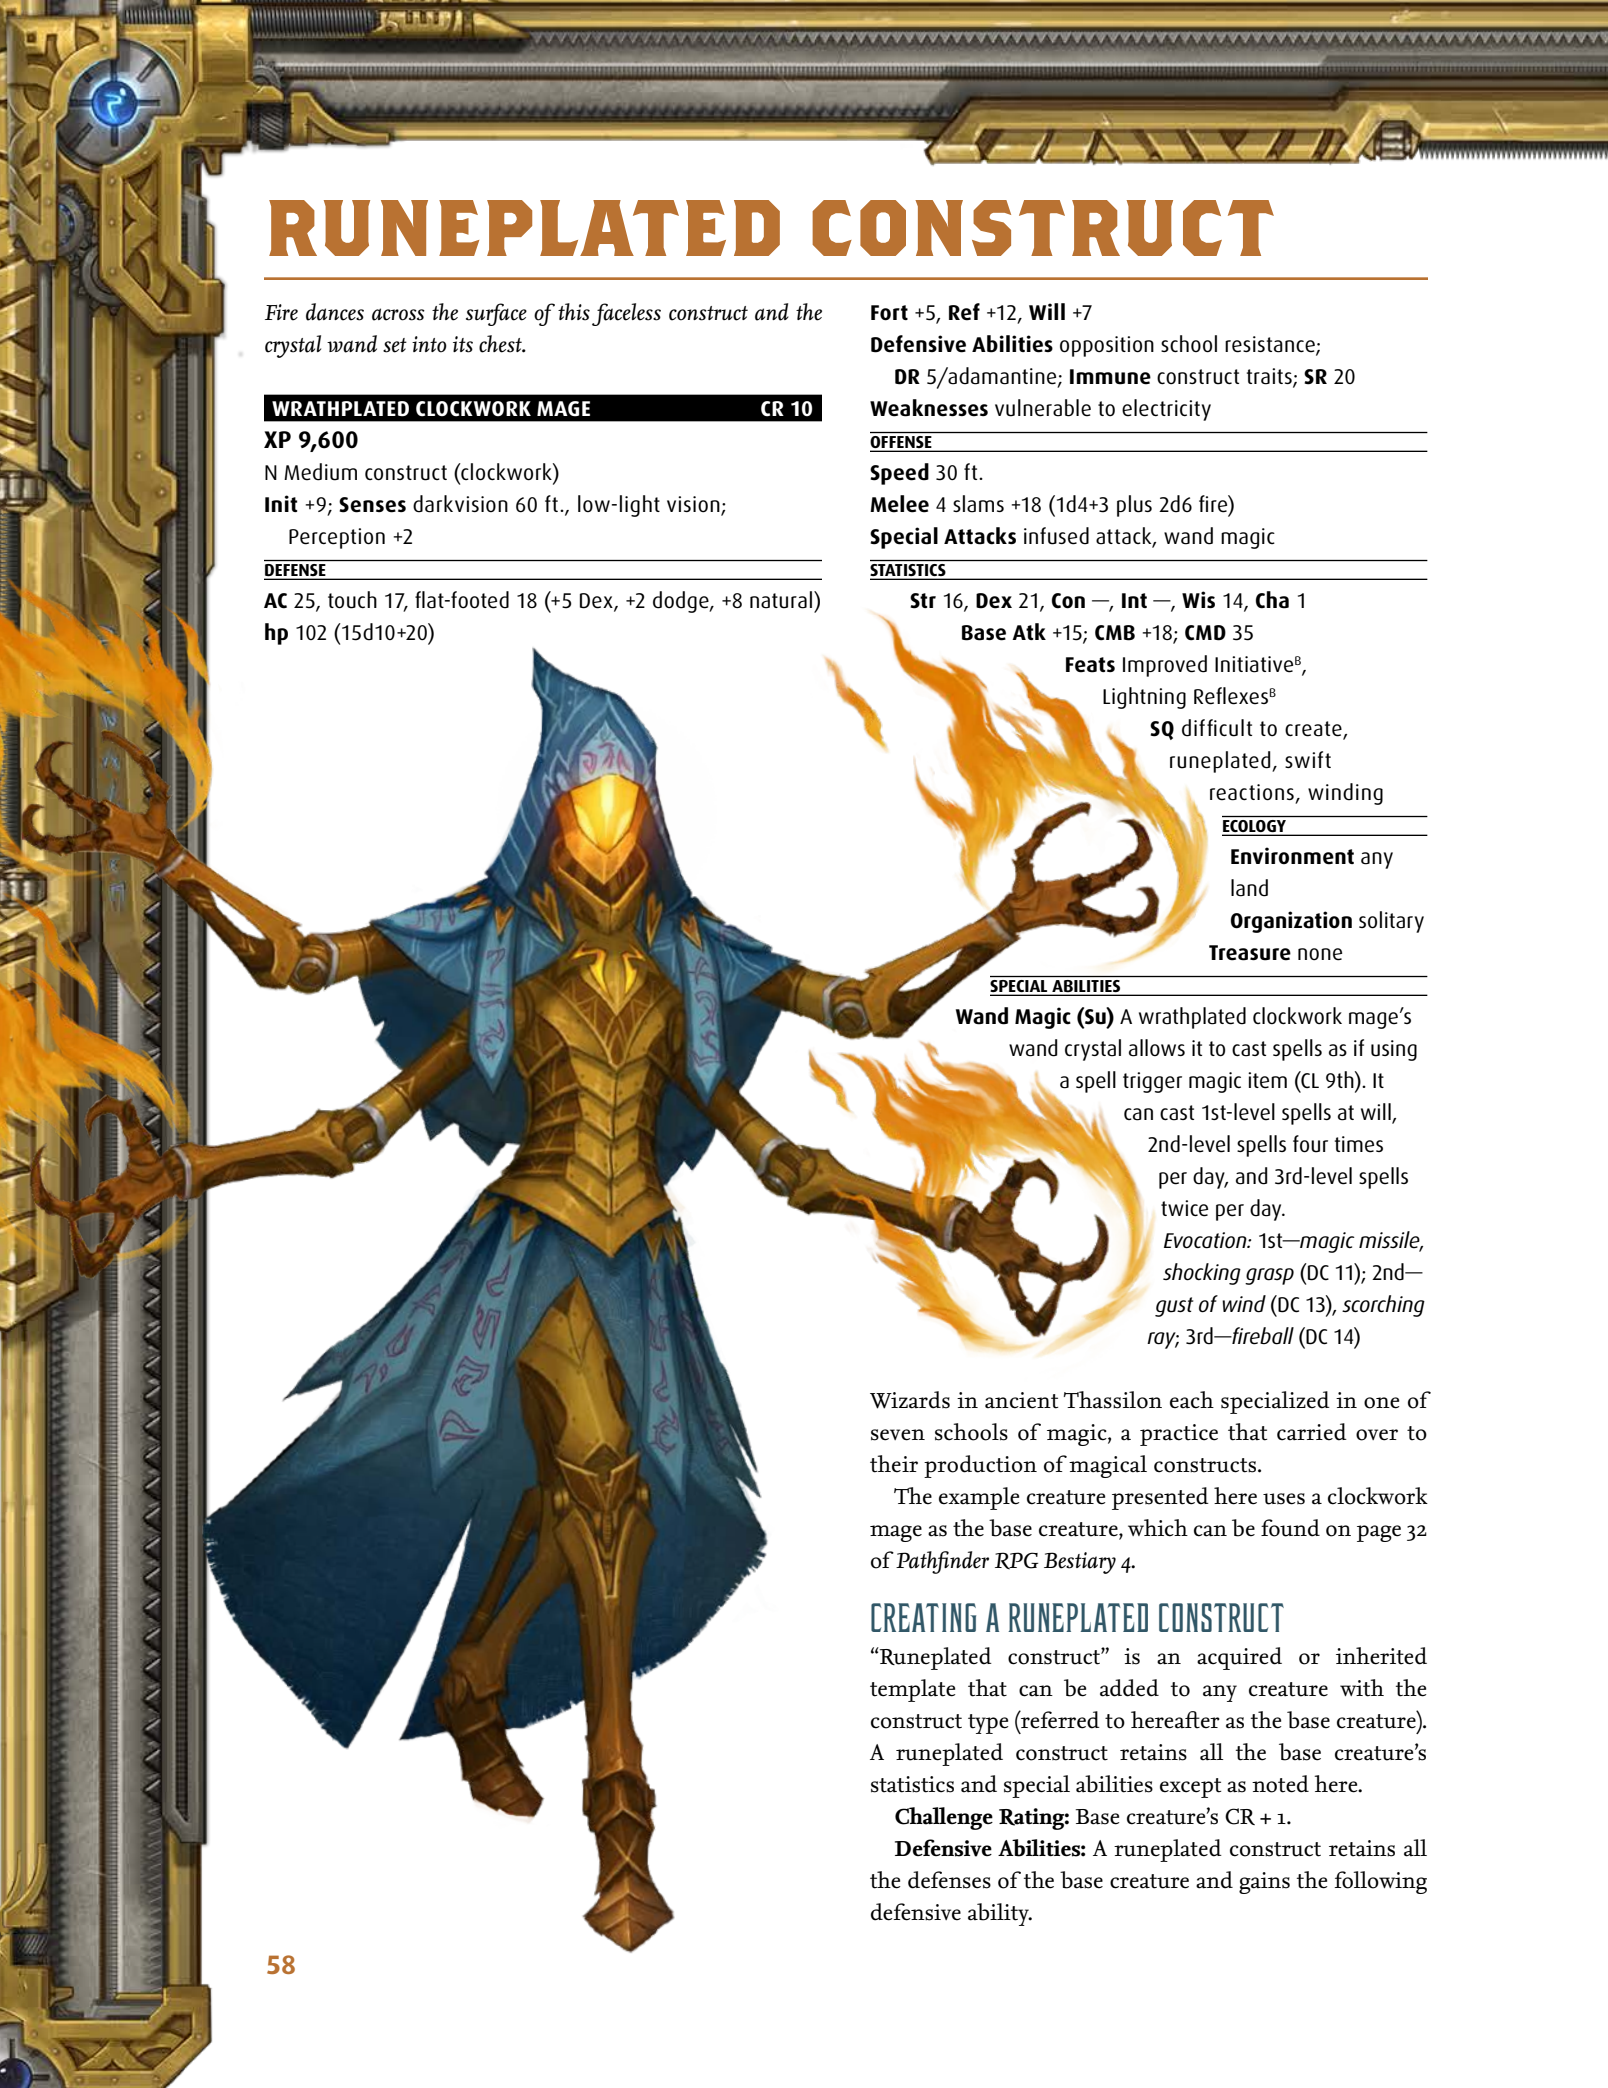 RUNEPLATED CONSTRUCT
Fire dances across the surface of this faceless construct and the
crystal wand set into its chest.
WRATHPLATED CLOCKWORK MAGE CR 10
XP 9,600
N Medium construct (clockwork)
Init +9; Senses darkvision 60 ft., low-light vision;
Perception +2
DEFENSE
AC 25, touch 17, flat-footed 18 (+5 Dex, +2 dodge, +8 natural)
hp 102 (15d10+20)
Fort +5, Ref +12, Will +7
Defensive Abilities opposition school resistance;
DR 5/adamantine; Immune construct traits; SR 20
Weaknesses vulnerable to electricity
OFFENSE
Speed 30 ft.
Melee 4 slams +18 (1d4+3 plus 2d6 fire)
Special Attacks infused attack, wand magic
STATISTICS
Str 16, Dex 21, Con —, Int —, Wis 14, Cha 1
Base Atk +15; CMB +18; CMD 35
Feats Improved Initiativeᴮ,
Lightning Reflexesᴮ
SQ difficult to create,
runeplated, swift
reactions, winding
ECOLOGY
Environment any
land
Organization solitary
Treasure none
SPECIAL ABILITIES
Wand Magic (Su) A wrathplated clockwork mage’s
wand crystal allows it to cast spells as if using
a spell trigger magic item (CL 9th). It
can cast 1st-level spells at will,
2nd-level spells four times
per day, and 3rd-level spells
twice per day.
Evocation: 1st—magic missile,
shocking grasp (DC 11); 2nd—
gust of wind (DC 13), scorching
ray; 3rd—fireball (DC 14)
Wizards in ancient Thassilon each specialized in one of
seven schools of magic, a practice that carried over to
their production of magical constructs.
The example creature presented here uses a clockwork
mage as the base creature, which can be found on page 32
of Pathfinder RPG Bestiary 4.
CREATING A RUNEPLATED CONSTRUCT
“Runeplated construct” is an acquired or inherited
template that can be added to any creature with the
construct type (referred to hereafter as the base creature).
A runeplated construct retains all the base creature’s
statistics and special abilities except as noted here.
Challenge Rating: Base creature’s CR + 1.
Defensive Abilities: A runeplated construct retains all
the defenses of the base creature and gains the following
defensive ability.
58